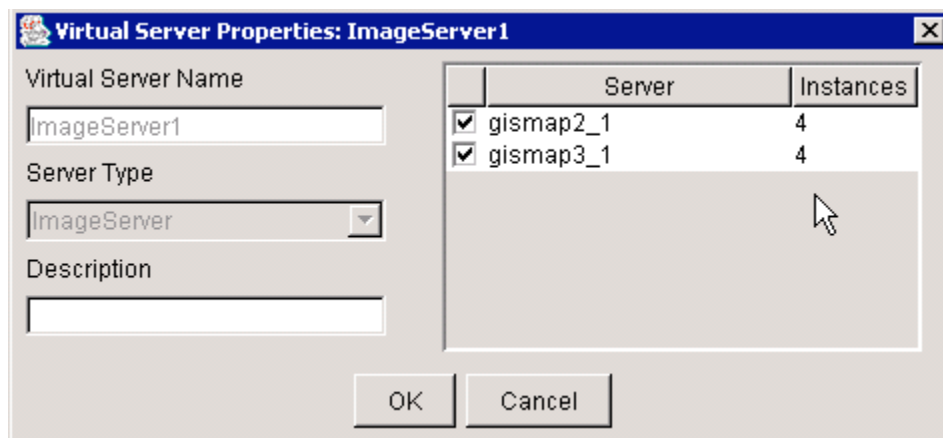 Virtual Server Properties: ImageServer1
Virtual Server Name
ImageServer1
Server Type
ImageServer
Description
Server Instances
gismap2_1 4
gismap3_1 4
OK Cancel